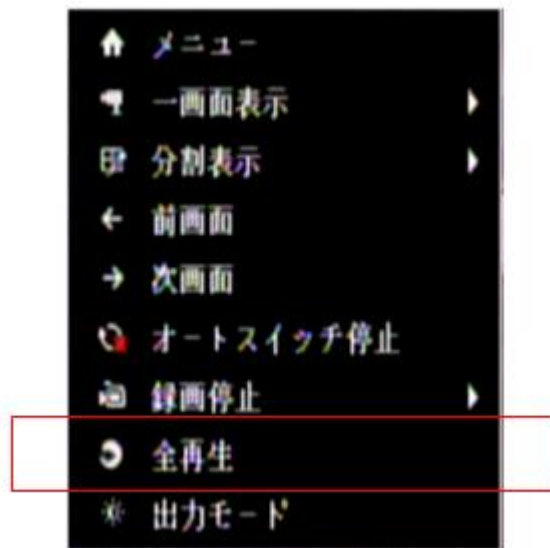 メニュー
一画面表示
分割表示
前画面
次画面
オートスイッチ停止
録画停止
全再生
出力モード